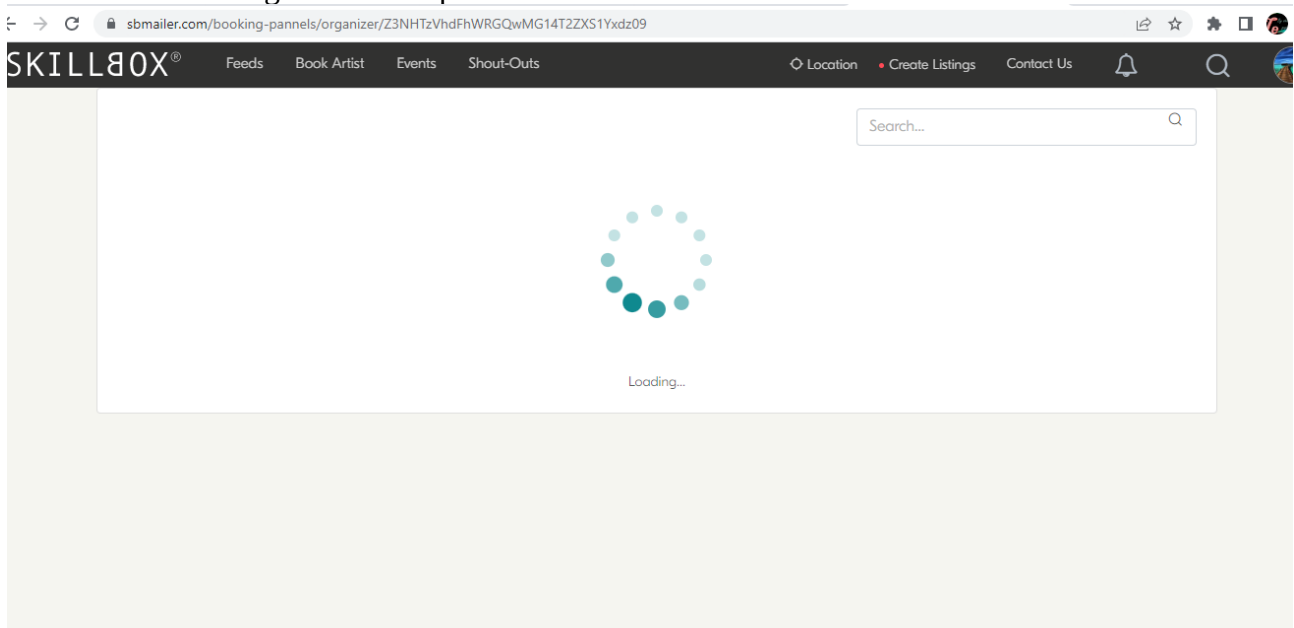 sbmailer.com/booking-pannels/organizer/Z3NHTzVhdFhWRGQwMG14T2ZXS1Yxdz09
SKILLBOX® Feeds Book Artist Events Shout-Outs Location Create Listings Contact Us
Search...
Loading...